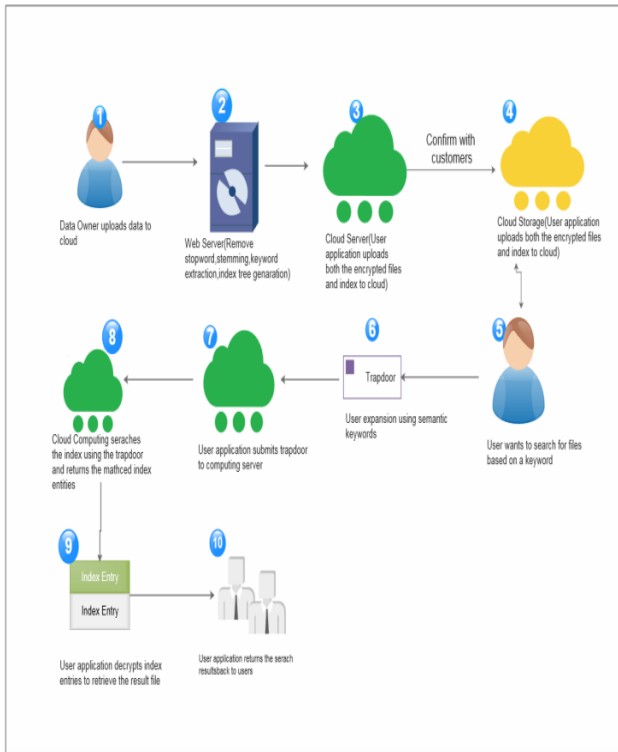 1
Data Owner uploads data to
cloud
2
Web Server(Remove
stopword,stemming,keyword
extraction,index tree genaration)
3
Cloud Server(User
application uploads
both the encrypted files
and index to cloud)
Confirm with
customers
4
Cloud Storage(User application
uploads both the encrypted files
and index to cloud)
5
User wants to search for files
based on a keyword
6
Trapdoor
User expansion using semantic
keywords
7
User application submits trapdoor
to computing server
8
Cloud Computing seraches
the index using the trapdoor
and returns the mathced index
entities
9
Index Entry
Index Entry
User application decrypts index
entries to retrieve the result file
10
User application returns the serach
resultsback to users